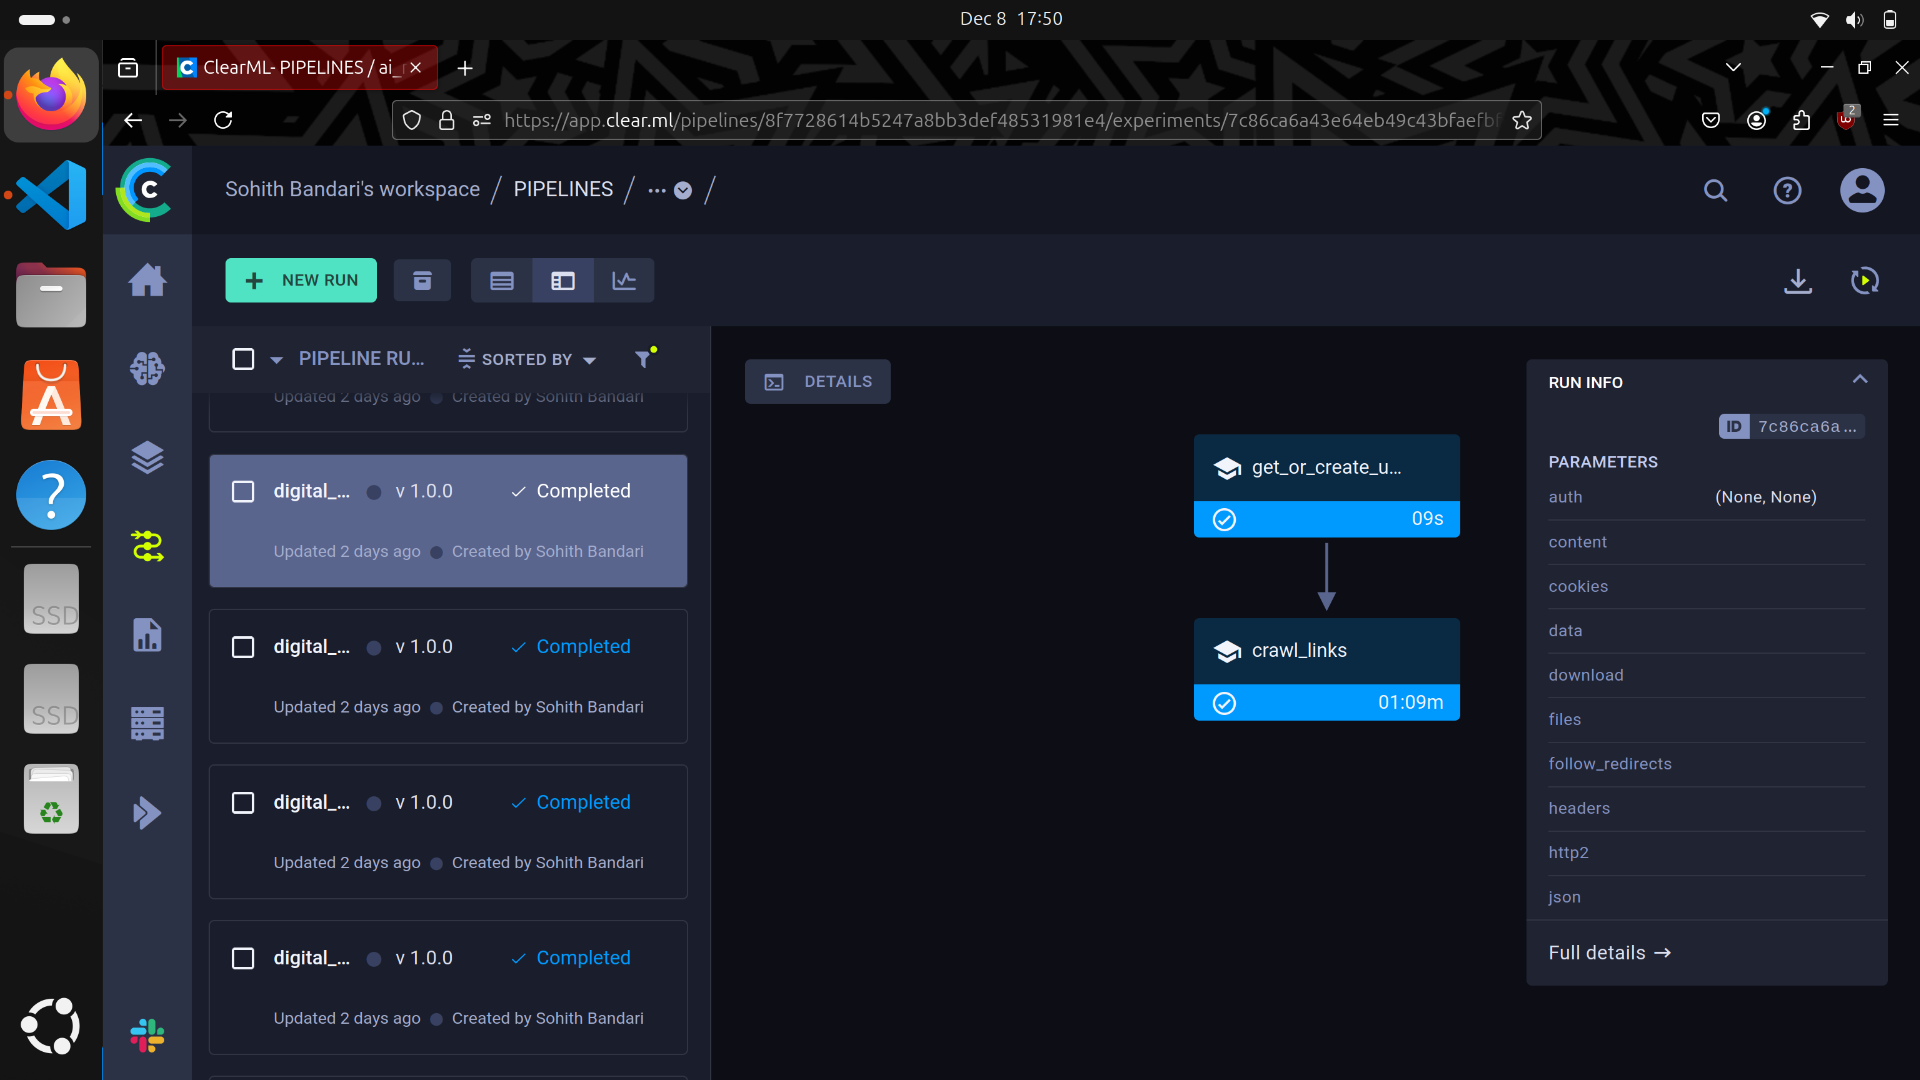 Dec 8 17:50
ClearML- PIPELINES / ai_
https://app.clear.ml/pipelines/8f7728614b5247a8bb3def48531981e4/experiments/7c86ca6a43e64eb49c43bfaefbf
2
Sohith Bandari's workspace / PIPELINES / ... /
NEW RUN
PIPELINE RU...
SORTED BY
Updated 2 days ago Created by Sohith Bandari
digital_... v 1.0.0 Completed
Updated 2 days ago Created by Sohith Bandari
digital_... v 1.0.0 Completed
Updated 2 days ago Created by Sohith Bandari
digital_... v 1.0.0 Completed
Updated 2 days ago Created by Sohith Bandari
digital_... v 1.0.0 Completed
Updated 2 days ago Created by Sohith Bandari
DETAILS
get_or_create_u...
09s
crawl_links
01:09m
RUN INFO
ID 7c86ca6a...
PARAMETERS
auth (None, None)
content
cookies
data
download
files
follow_redirects
headers
http2
json
Full details →
SSD
SSD